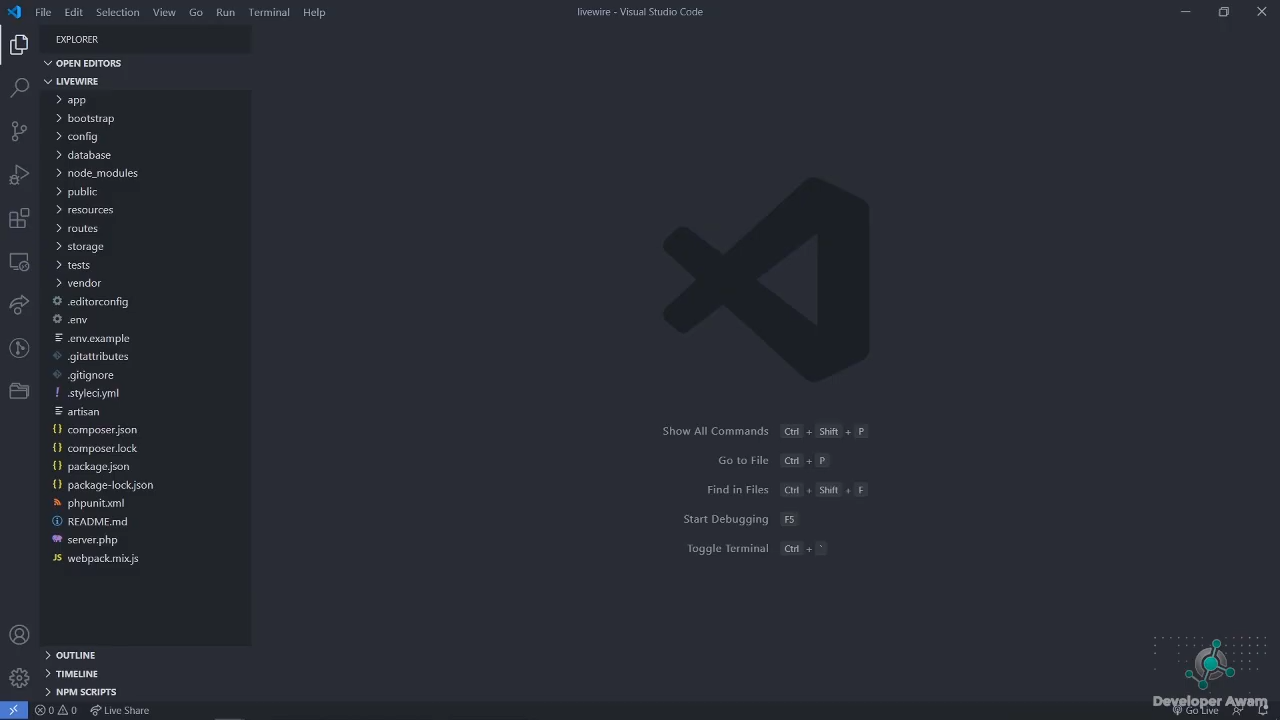 File Edit Selection View Go Run Terminal Help livewire - Visual Studio Code
EXPLORER
OPEN EDITORS
LIVEWIRE
app
bootstrap
config
database
node_modules
public
resources
routes
storage
tests
vendor
.editorconfig
.env
.env.example
.gitattributes
.gitignore
.styleci.yml
artisan
composer.json
composer.lock
package.json
package-lock.json
phpunit.xml
README.md
server.php
JS webpack.mix.js
Show All Commands Ctrl + Shift + P
Go to File Ctrl + P
Find in Files Ctrl + Shift + F
Start Debugging F5
Toggle Terminal Ctrl + `
OUTLINE
TIMELINE
NPM SCRIPTS
0 0 Live Share
Developer Awam
Go Live